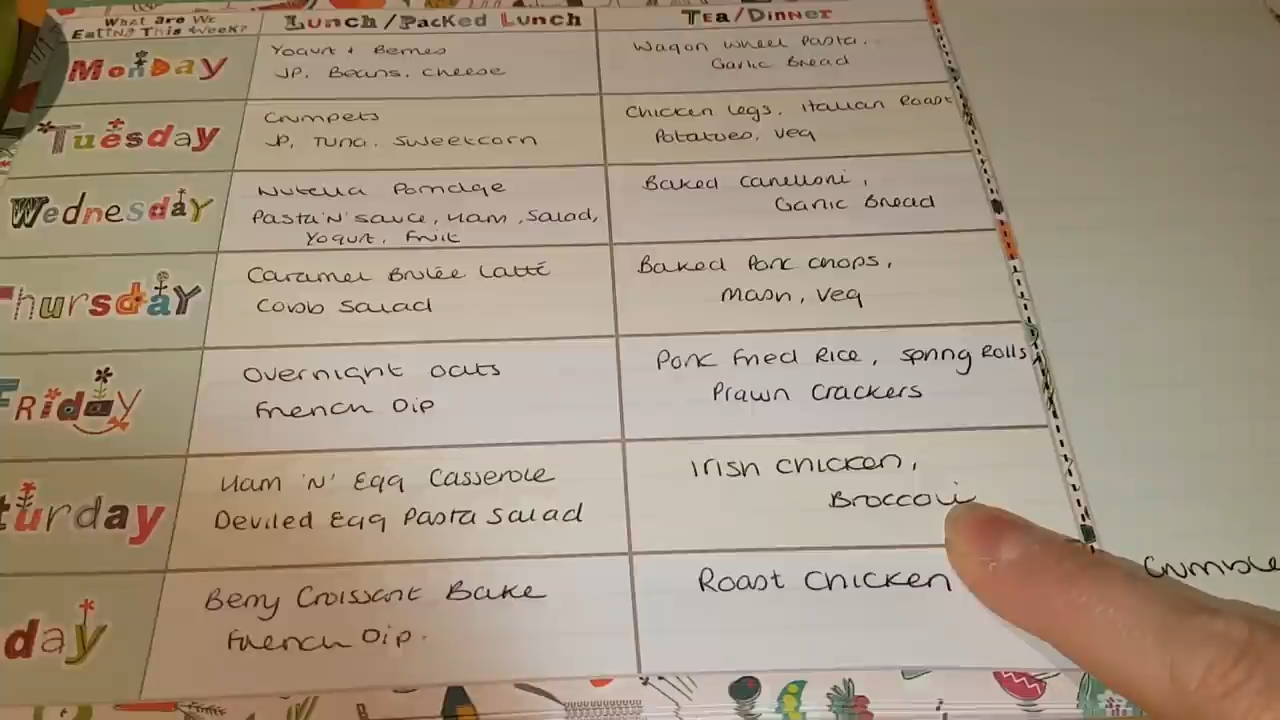 What are We
Eating This Week?
Lunch/Packed Lunch
Tea/Dinner
Monday
Yogurt + Berries
JP. Beans. Cheese
Wagon Wheel Pasta.
Garlic Bread
Tuesday
Crumpets
JP. Tuna. Sweetcorn
Chicken Legs, Italian Roast
Potatoes, Veg
Wednesday
Nutella Porridge
Pasta 'N' Sauce, Ham, Salad,
Yogurt, Fruit
Baked Canelloni,
Garlic Bread
Thursday
Caramel Brulée Latté
Cobb Salad
Baked Pork Chops,
Mash, Veg
Friday
Overnight Oats
French Dip
Pork Fried Rice, Spring Rolls
Prawn Crackers
turday
Ham 'N' Egg Casserole
Deviled Egg Pasta Salad
Irish Chicken,
Broccoli
day
Berry Croissant Bake
French Dip.
Roast Chicken
Crumble